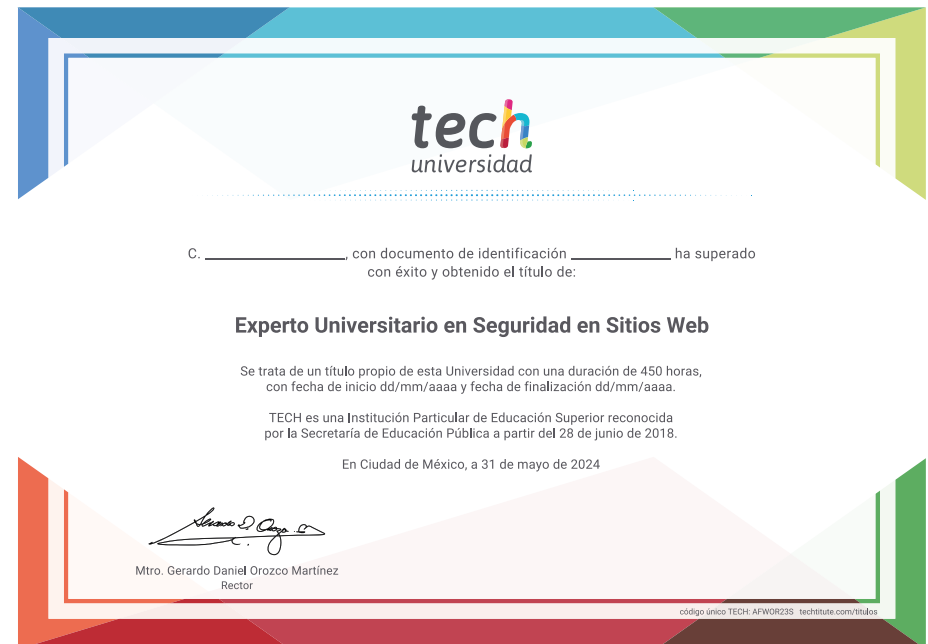 tech
universidad
C. ____________________, con documento de identificación ______________ ha superado
con éxito y obtenido el título de:
Experto Universitario en Seguridad en Sitios Web
Se trata de un título propio de esta Universidad con una duración de 450 horas,
con fecha de inicio dd/mm/aaaa y fecha de finalización dd/mm/aaaa.
TECH es una Institución Particular de Educación Superior reconocida
por la Secretaría de Educación Pública a partir del 28 de junio de 2018.
En Ciudad de México, a 31 de mayo de 2024
Mtro. Gerardo Daniel Orozco Martínez
Rector
código único TECH: AFWOR23S techtitute.com/titulos